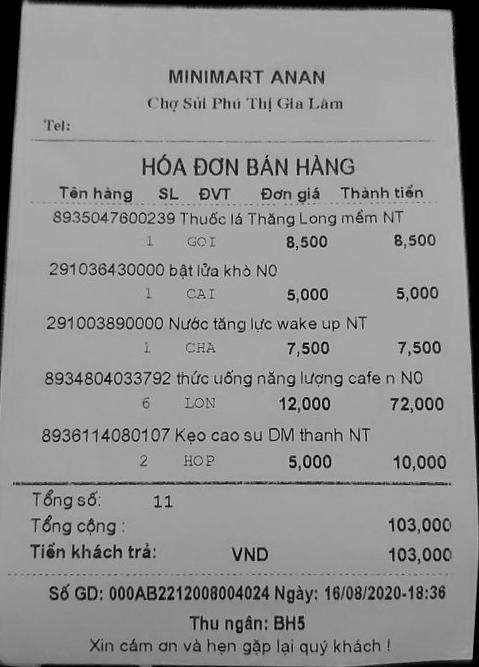 MINIMART ANAN
Chợ Sủi Phú Thị Gia Lâm
Tel:
HÓA ĐƠN BÁN HÀNG
Tên hàng SL ĐVT Đơn giá Thành tiền
8935047600239 Thuốc lá Thăng Long mềm NT
1 GOI 8,500 8,500
291036430000 bật lửa khò N0
1 CAI 5,000 5,000
291003890000 Nước tăng lực wake up NT
1 CHA 7,500 7,500
8934804033792 thức uống năng lượng cafe n N0
6 LON 12,000 72,000
8936114080107 Kẹo cao su DM thanh NT
2 HOP 5,000 10,000
Tổng số: 11
Tổng cộng : 103,000
Tiền khách trả: VND 103,000
Số GD: 000AB2212008004024 Ngày: 16/08/2020-18:36
Thu ngân: BH5
Xin cám ơn và hẹn gặp lại quý khách !